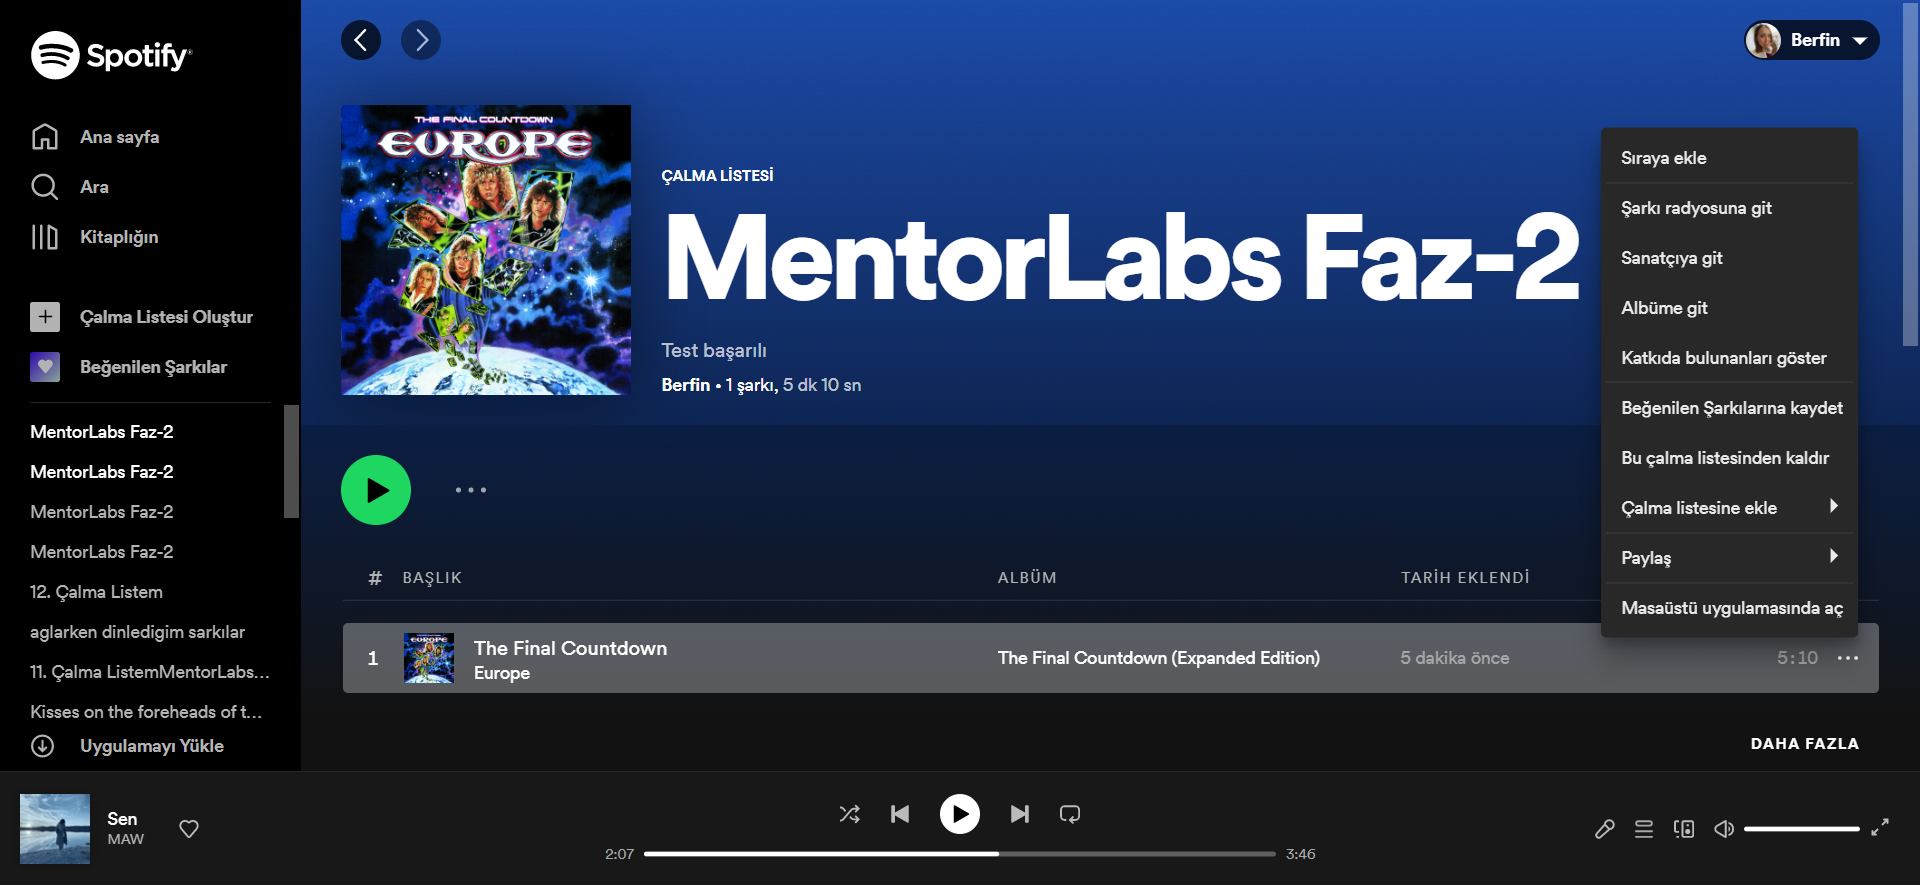 Spotify
Ana sayfa
Ara
Kitaplığın
Çalma Listesi Oluştur
Beğenilen Şarkılar
MentorLabs Faz-2
MentorLabs Faz-2
MentorLabs Faz-2
MentorLabs Faz-2
12. Çalma Listem
aglarken dinledigim sarkılar
11. Çalma ListemMentorLabs...
Kisses on the foreheads of t...
Uygulamayı Yükle
Berfin
THE FINAL COUNTDOWN
EUROPE
ÇALMA LİSTESİ
MentorLabs Faz-2
Test başarılı
Berfin • 1 şarkı, 5 dk 10 sn
Sıraya ekle
Şarkı radyosuna git
Sanatçıya git
Albüme git
Katkıda bulunanları göster
Beğenilen Şarkılarına kaydet
Bu çalma listesinden kaldır
Çalma listesine ekle
Paylaş
Masaüstü uygulamasında aç
# BAŞLIK ALBÜM TARİH EKLENDİ
1 The Final Countdown The Final Countdown (Expanded Edition) 5 dakika önce 5:10
EUROPE
Europe
DAHA FAZLA
Sen
MAW
2:07 3:46